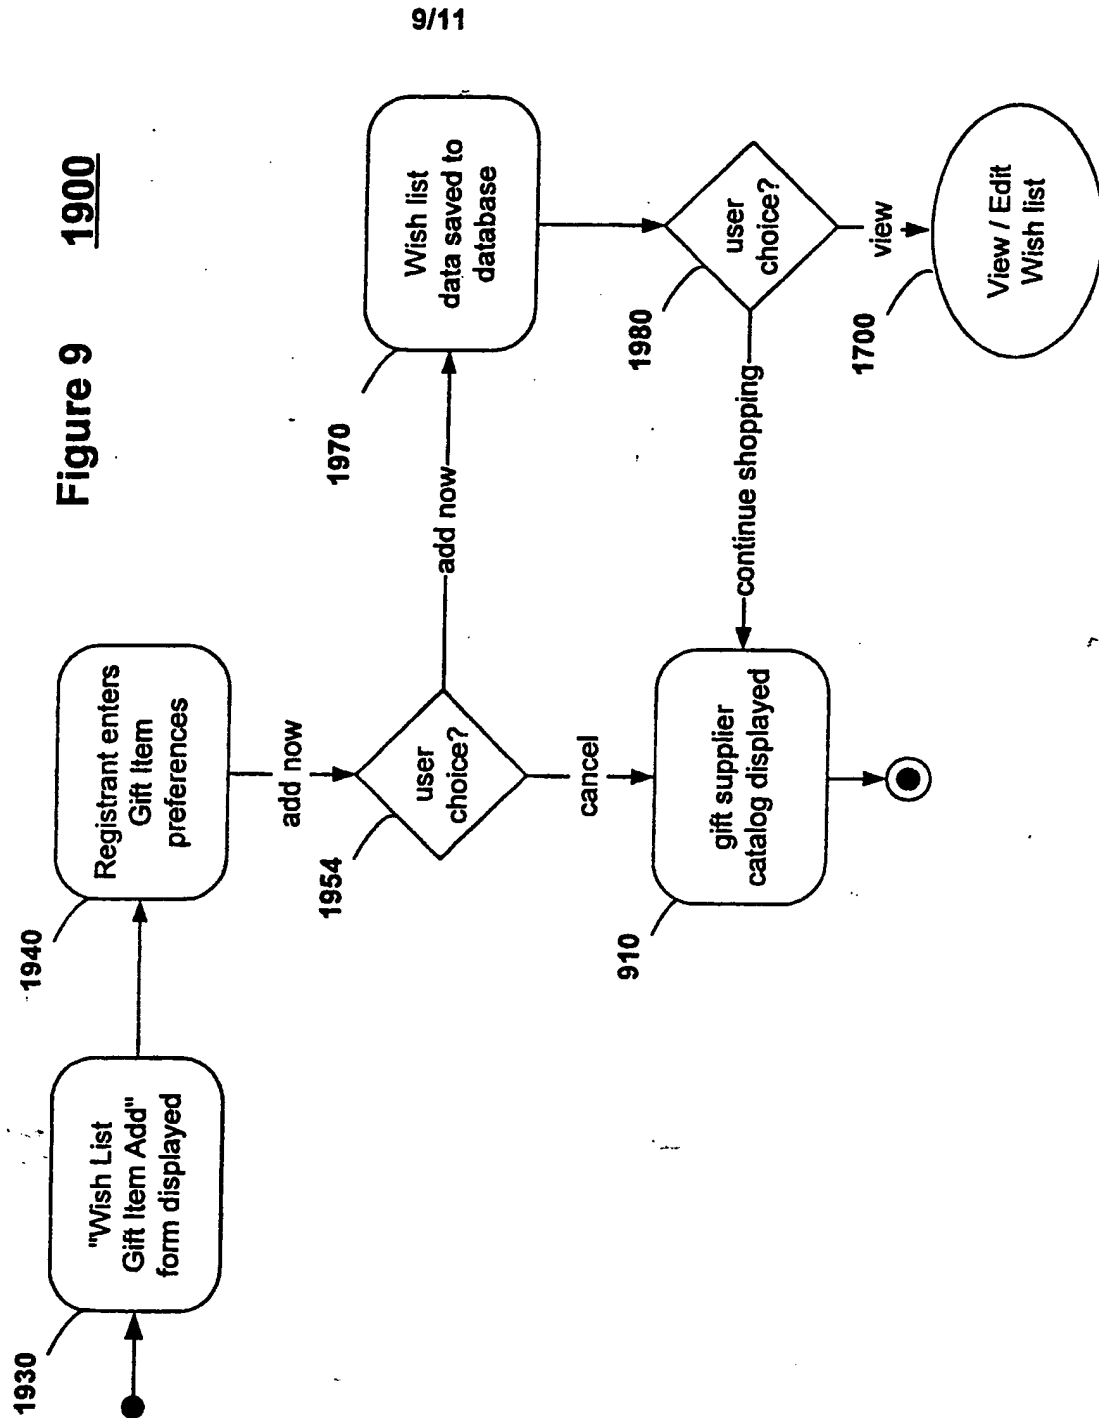 9/11
Figure 9 1900
1930
"Wish List
Gift Item Add"
form displayed
1940
Registrant enters
Gift Item
preferences
add now
1954
user
choice?
add now
1970
Wish list
data saved to
database
cancel
910
gift supplier
catalog displayed
continue shopping
1980
user
choice?
view
1700
View / Edit
Wish list